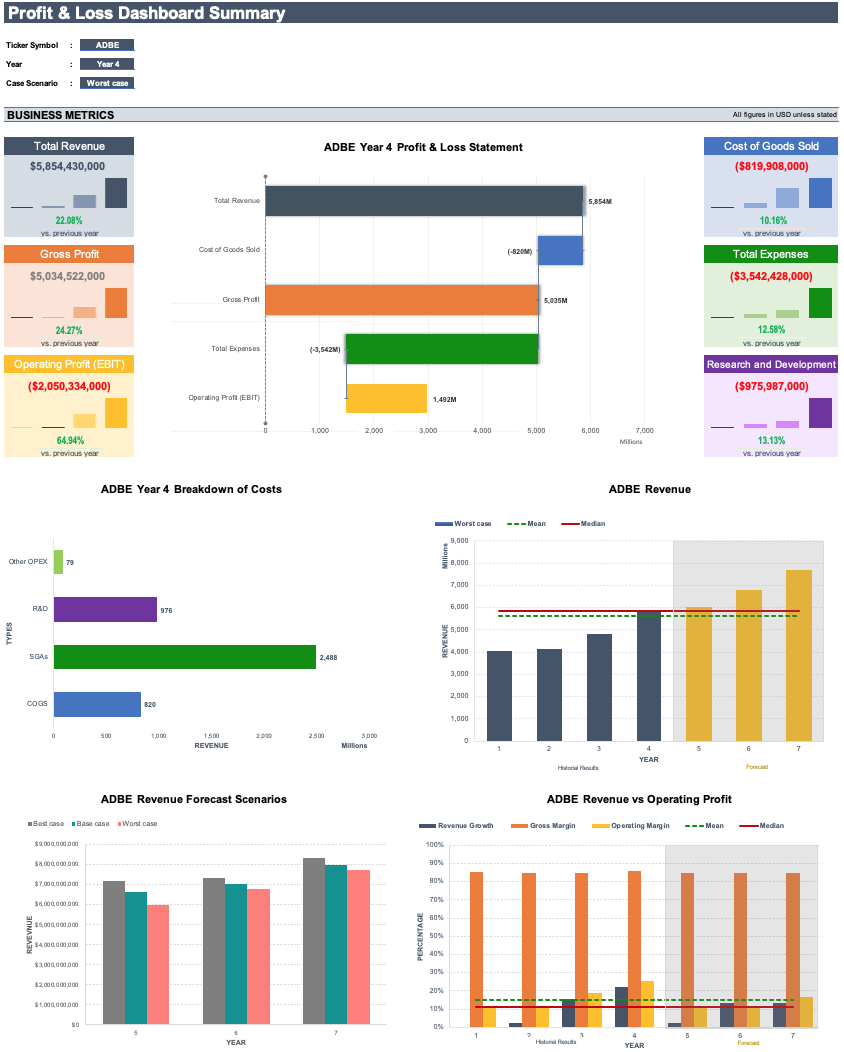 Profit & Loss Dashboard Summary
Ticker Symbol : ADBE
Year : Year 4
Case Scenario : Worst case
BUSINESS METRICS
All figures in USD unless stated
Total Revenue
$5,854,430,000
22.08%
vs. previous year
Gross Profit
$5,034,522,000
24.27%
vs. previous year
Operating Profit (EBIT)
($2,050,334,000)
64.94%
vs. previous year
ADBE Year 4 Profit & Loss Statement
Total Revenue
5,854M
Cost of Goods Sold
(-820M)
Gross Profit
5,035M
Total Expenses
(-3,542M)
Operating Profit (EBIT)
1,492M
0 1,000 2,000 3,000 4,000 5,000 6,000 7,000
Millions
Cost of Goods Sold
($819,908,000)
10.16%
vs. previous year
Total Expenses
($3,542,428,000)
12.58%
vs. previous year
Research and Development
($975,987,000)
13.13%
vs. previous year
ADBE Year 4 Breakdown of Costs
TYPES
Other OPEX
79
R&D
976
SGAs
2,488
COGS
820
0 500 1,000 1,500 2,000 2,500 3,000
REVENUE
Millions
ADBE Revenue
Worst case Mean Median
Millions
REVENUE
9,000
8,000
7,000
6,000
5,000
4,000
3,000
2,000
1,000
0
1 2 3 4 5 6 7
YEAR
Historial Results
Forecast
ADBE Revenue Forecast Scenarios
Best case Base case Worst case
REVEVNUE
$9,000,000,000
$8,000,000,000
$7,000,000,000
$6,000,000,000
$5,000,000,000
$4,000,000,000
$3,000,000,000
$2,000,000,000
$1,000,000,000
$0
5 6 7
YEAR
ADBE Revenue vs Operating Profit
Revenue Growth Gross Margin Operating Margin Mean Median
PERCENTAGE
100%
90%
80%
70%
60%
50%
40%
30%
20%
10%
0%
1 2 3 4 5 6 7
Historial Results
YEAR
Forecast